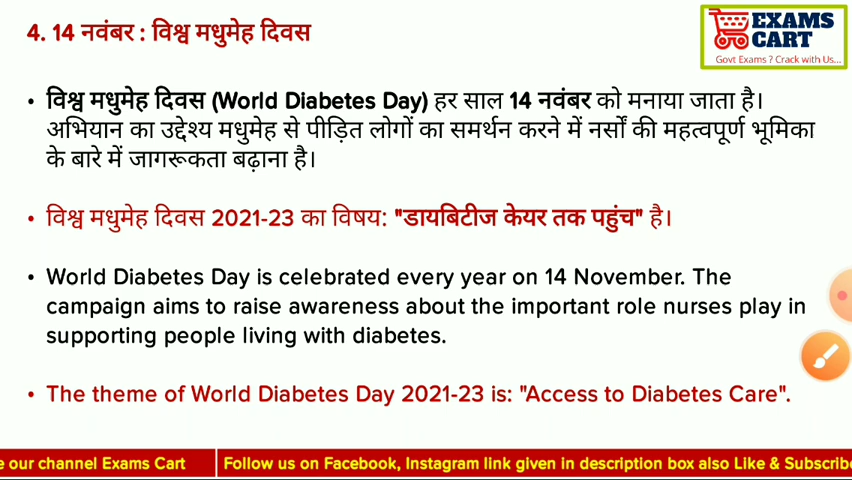 4. 14 नवंबर : विश्व मधुमेह दिवस
EXAMS
CART
Govt Exams ? Crack with Us...
• विश्व मधुमेह दिवस (World Diabetes Day) हर साल 14 नवंबर को मनाया जाता है।
अभियान का उद्देश्य मधुमेह से पीड़ित लोगों का समर्थन करने में नर्सों की महत्वपूर्ण भूमिका
के बारे में जागरूकता बढ़ाना है।
• विश्व मधुमेह दिवस 2021-23 का विषय: "डायबिटीज केयर तक पहुंच" है।
• World Diabetes Day is celebrated every year on 14 November. The
campaign aims to raise awareness about the important role nurses play in
supporting people living with diabetes.
• The theme of World Diabetes Day 2021-23 is: "Access to Diabetes Care".
e our channel Exams Cart
Follow us on Facebook, Instagram link given in description box also Like & Subscribe